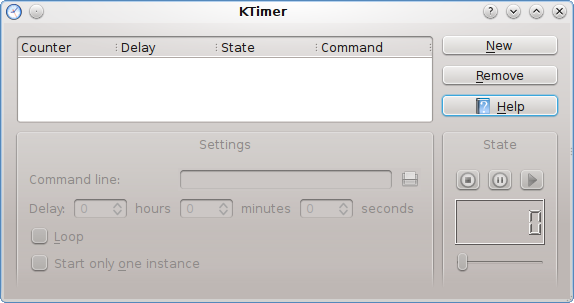 KTimer
Counter Delay State Command
New
Remove
Help
Settings
Command line:
Delay: 0 hours 0 minutes 0 seconds
Loop
Start only one instance
State
0